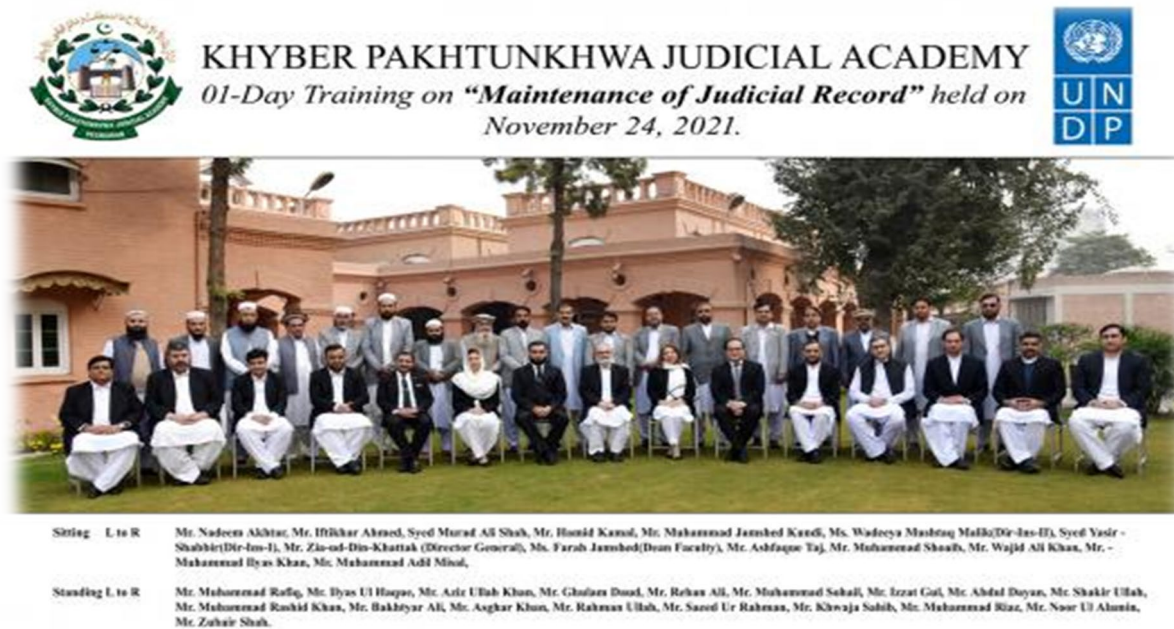 KHYBER PAKHTUNKHWA JUDICIAL ACADEMY
01-Day Training on “Maintenance of Judicial Record” held on
November 24, 2021.
UN
DP
KHYBER PAKHTUNKHWA JUDICIAL ACADEMY
PESHAWAR
Sitting L to R Mr. Nadeem Akhtar, Mr. Iftikhar Ahmed, Syed Murad Ali Shah, Mr. Hamid Kamal, Mr. Muhammad Jamshed Kundi, Ms. Wadeeya Mushtaq Malik(Dir-Ins-II), Syed Yasir -
Shabbir(Dir-Ins-I), Mr. Zia-ud-Din-Khattak (Director General), Ms. Farah Jamshed(Dean Faculty), Mr. Ashfaque Taj, Mr. Muhammad Shoaib, Mr. Wajid Ali Khan, Mr. -
Muhammad Ilyas Khan, Mr. Muhammad Adil Misal,
Standing L to R Mr. Muhammad Rafiq, Mr. Ilyas Ul Haque, Mr. Aziz Ullah Khan, Mr. Ghulam Daud, Mr. Rehan Ali, Mr. Muhammad Sohail, Mr. Izzat Gul, Mr. Abdul Dayan, Mr. Shakir Ullah,
Mr. Muhammad Rashid Khan, Mr. Bakhtyar Ali, Mr. Asghar Khan, Mr. Rahman Ullah, Mr. Saeed Ur Rahman, Mr. Khwaja Sahib, Mr. Muhammad Riaz, Mr. Noor Ul Alamin,
Mr. Zubair Shah.